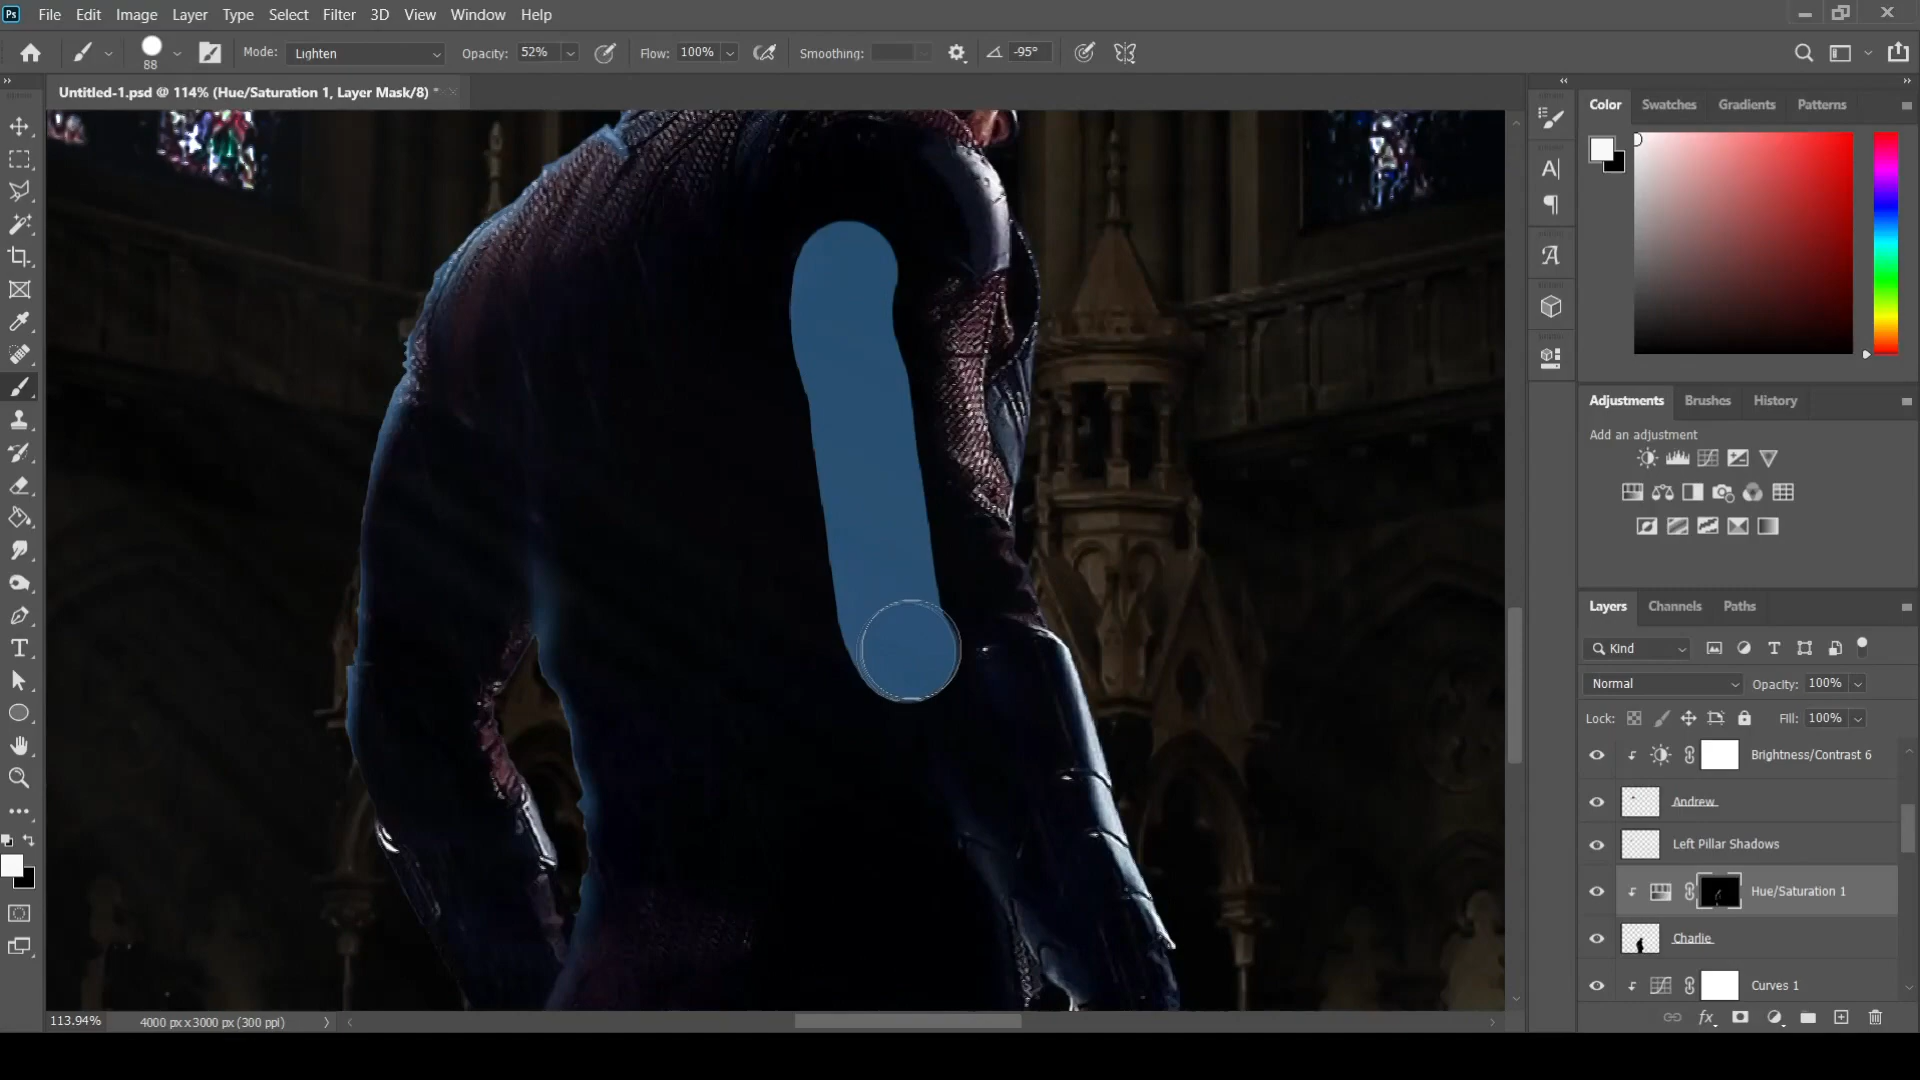 Ps File Edit Image Layer Type Select Filter 3D View Window Help
88 Mode: Lighten Opacity: 52% Flow: 100% Smoothing: -95°
Untitled-1.psd @ 114% (Hue/Saturation 1, Layer Mask/8) *
Color Swatches Gradients Patterns
Adjustments Brushes History
Add an adjustment
Layers Channels Paths
Kind
Normal Opacity: 100%
Lock: Fill: 100%
Brightness/Contrast 6
Andrew
Left Pillar Shadows
Hue/Saturation 1
Charlie
Curves 1
113.94% 4000 px x 3000 px (300 ppi)